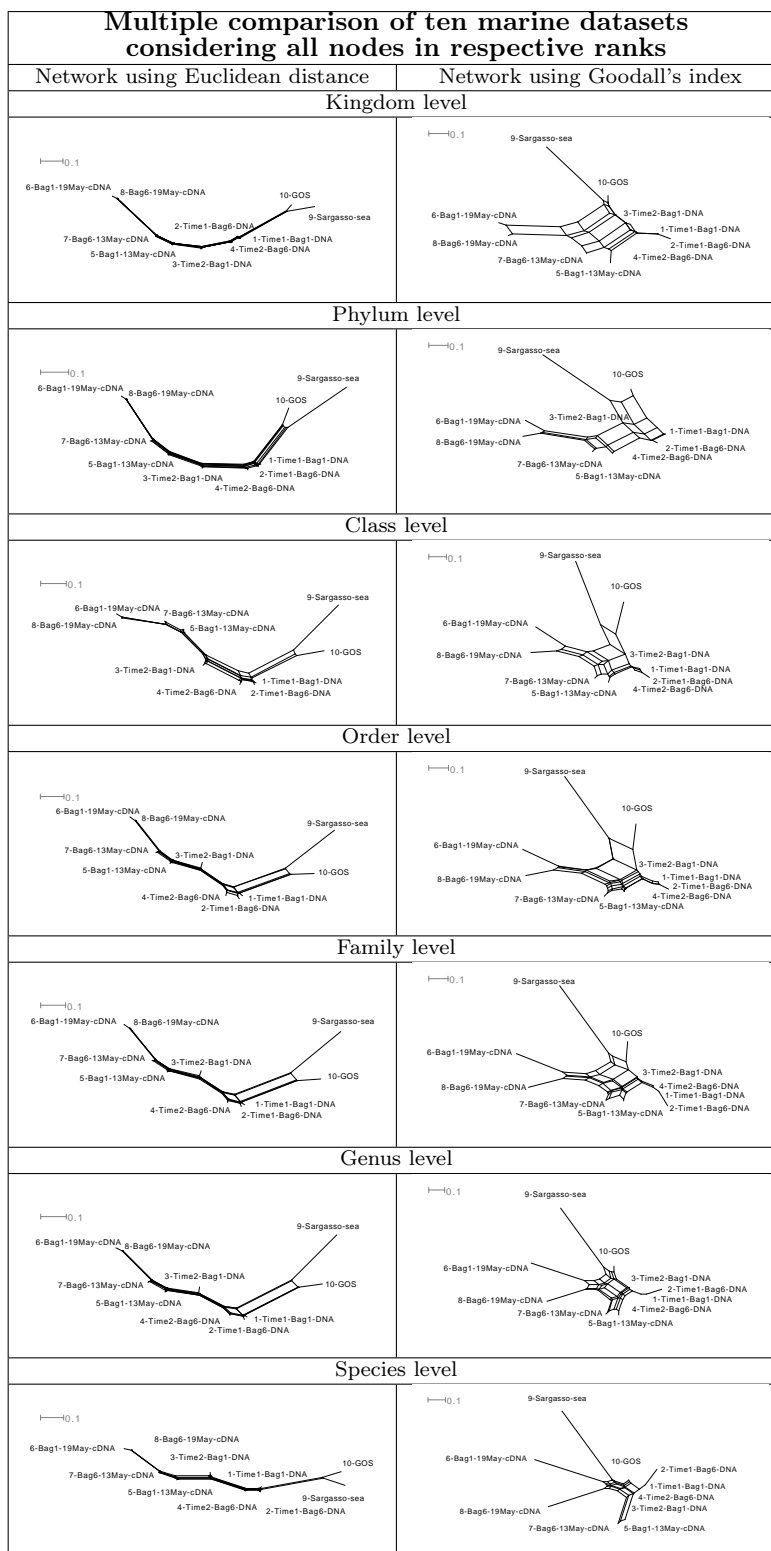 Multiple comparison of ten marine datasets
considering all nodes in respective ranks
Network using Euclidean distance Network using Goodall's index
Kingdom level
0.1
6-Bag1-19May-cDNA
8-Bag6-19May-cDNA
10-GOS
9-Sargasso-sea
2-Time1-Bag6-DNA
7-Bag6-13May-cDNA
1-Time1-Bag1-DNA
5-Bag1-13May-cDNA
4-Time2-Bag6-DNA
3-Time2-Bag1-DNA
0.1
9-Sargasso-sea
10-GOS
6-Bag1-19May-cDNA
3-Time2-Bag1-DNA
1-Time1-Bag1-DNA
8-Bag6-19May-cDNA
2-Time1-Bag6-DNA
7-Bag6-13May-cDNA
4-Time2-Bag6-DNA
5-Bag1-13May-cDNA
Phylum level
0.1
9-Sargasso-sea
6-Bag1-19May-cDNA
8-Bag6-19May-cDNA
10-GOS
7-Bag6-13May-cDNA
5-Bag1-13May-cDNA
1-Time1-Bag1-DNA
3-Time2-Bag1-DNA
2-Time1-Bag6-DNA
4-Time2-Bag6-DNA
0.1
9-Sargasso-sea
10-GOS
6-Bag1-19May-cDNA
3-Time2-Bag1-DNA
1-Time1-Bag1-DNA
8-Bag6-19May-cDNA
2-Time1-Bag6-DNA
7-Bag6-13May-cDNA
4-Time2-Bag6-DNA
5-Bag1-13May-cDNA
Class level
0.1
9-Sargasso-sea
6-Bag1-19May-cDNA
7-Bag6-13May-cDNA
8-Bag6-19May-cDNA
5-Bag1-13May-cDNA
10-GOS
3-Time2-Bag1-DNA
1-Time1-Bag1-DNA
4-Time2-Bag6-DNA
2-Time1-Bag6-DNA
0.1
9-Sargasso-sea
10-GOS
6-Bag1-19May-cDNA
3-Time2-Bag1-DNA
8-Bag6-19May-cDNA
1-Time1-Bag1-DNA
7-Bag6-13May-cDNA
2-Time1-Bag6-DNA
5-Bag1-13May-cDNA
4-Time2-Bag6-DNA
Order level
0.1
6-Bag1-19May-cDNA
8-Bag6-19May-cDNA
9-Sargasso-sea
7-Bag6-13May-cDNA
3-Time2-Bag1-DNA
5-Bag1-13May-cDNA
10-GOS
4-Time2-Bag6-DNA
1-Time1-Bag1-DNA
2-Time1-Bag6-DNA
0.1
9-Sargasso-sea
10-GOS
6-Bag1-19May-cDNA
3-Time2-Bag1-DNA
8-Bag6-19May-cDNA
1-Time1-Bag1-DNA
2-Time1-Bag6-DNA
7-Bag6-13May-cDNA
4-Time2-Bag6-DNA
5-Bag1-13May-cDNA
Family level
0.1
6-Bag1-19May-cDNA
8-Bag6-19May-cDNA
9-Sargasso-sea
7-Bag6-13May-cDNA
3-Time2-Bag1-DNA
5-Bag1-13May-cDNA
10-GOS
4-Time2-Bag6-DNA
1-Time1-Bag1-DNA
2-Time1-Bag6-DNA
0.1
9-Sargasso-sea
10-GOS
6-Bag1-19May-cDNA
3-Time2-Bag1-DNA
8-Bag6-19May-cDNA
4-Time2-Bag6-DNA
1-Time1-Bag1-DNA
7-Bag6-13May-cDNA
2-Time1-Bag6-DNA
5-Bag1-13May-cDNA
Genus level
0.1
9-Sargasso-sea
6-Bag1-19May-cDNA
8-Bag6-19May-cDNA
3-Time2-Bag1-DNA
7-Bag6-13May-cDNA
10-GOS
5-Bag1-13May-cDNA
4-Time2-Bag6-DNA
1-Time1-Bag1-DNA
2-Time1-Bag6-DNA
0.1
9-Sargasso-sea
10-GOS
6-Bag1-19May-cDNA
3-Time2-Bag1-DNA
2-Time1-Bag6-DNA
8-Bag6-19May-cDNA
1-Time1-Bag1-DNA
7-Bag6-13May-cDNA
4-Time2-Bag6-DNA
5-Bag1-13May-cDNA
Species level
0.1
8-Bag6-19May-cDNA
6-Bag1-19May-cDNA
3-Time2-Bag1-DNA
10-GOS
7-Bag6-13May-cDNA
1-Time1-Bag1-DNA
5-Bag1-13May-cDNA
9-Sargasso-sea
4-Time2-Bag6-DNA
2-Time1-Bag6-DNA
0.1
9-Sargasso-sea
6-Bag1-19May-cDNA
10-GOS
2-Time1-Bag6-DNA
1-Time1-Bag1-DNA
4-Time2-Bag6-DNA
8-Bag6-19May-cDNA
3-Time2-Bag1-DNA
7-Bag6-13May-cDNA
5-Bag1-13May-cDNA